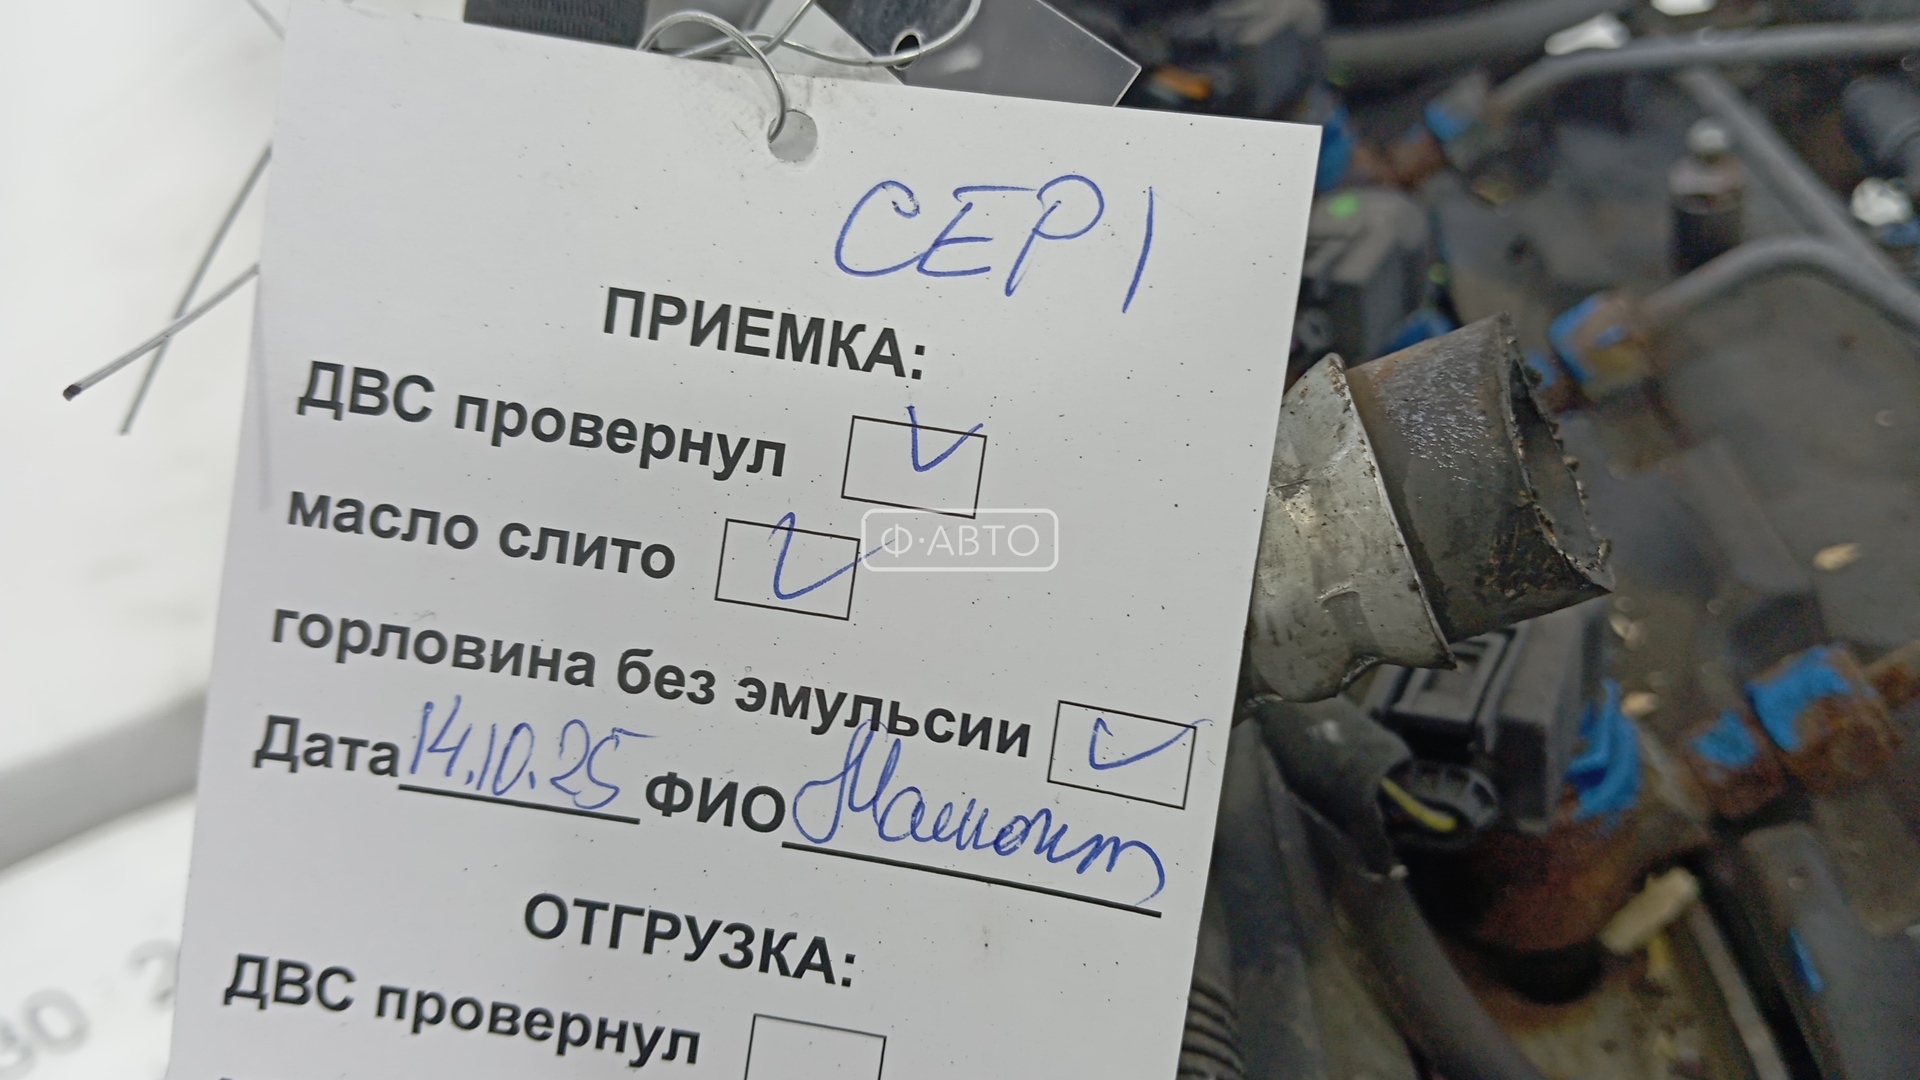 CEP1
ПРИЕМКА:
ДВС провернул
масло слито
Ф·АВТО
горловина без эмульсии
Дата 14.10.25 ФИО
ОТГРУЗКА:
ДВС провернул